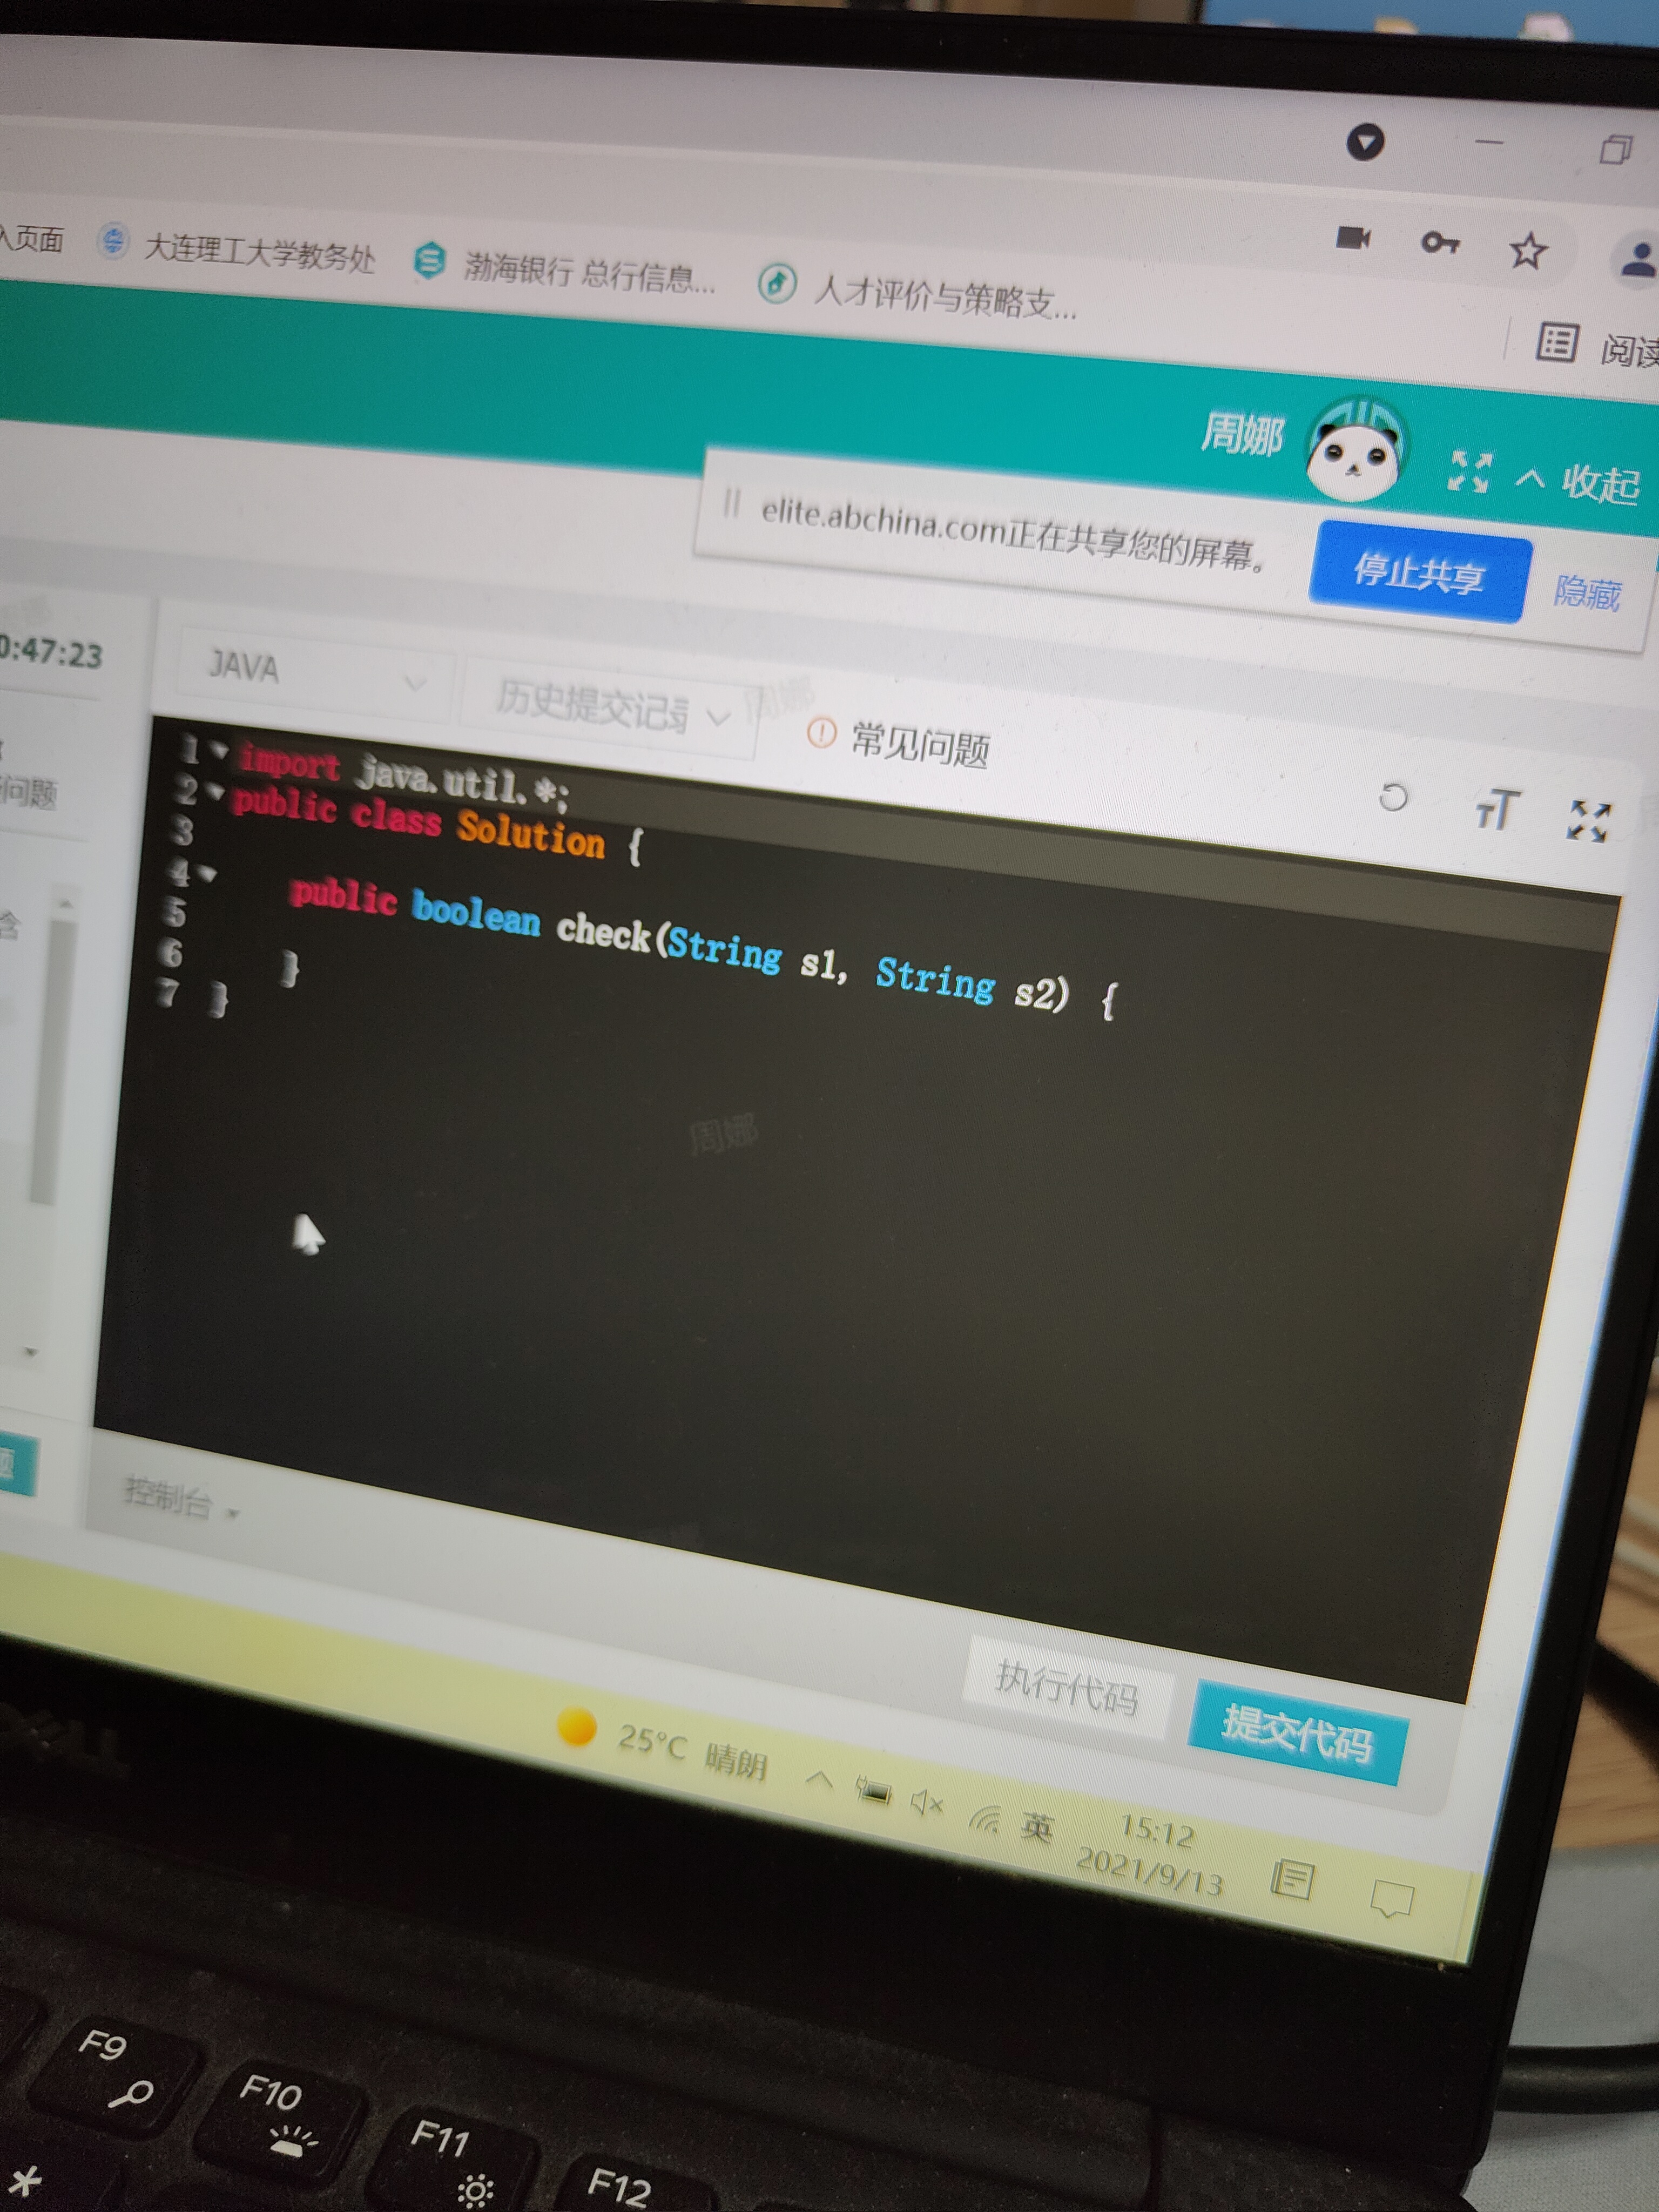 入页面 大连理工大学教务处 渤海银行 总行信息... 人才评价与策略支...
阅读
周娜 收起
elite.abchina.com正在共享您的屏幕。 停止共享 隐藏
0:47:23
JAVA 历史提交记录 周娜 常见问题
问题
含
1 import java.util.*;
2 public class Solution {
3
4 public boolean check(String s1, String s2) {
5
6 }
7 }
周娜
题
控制台
执行代码 提交代码
25°C 晴朗 英 15:12
2021/9/13
DELL
F9
F10
F11
F12
*